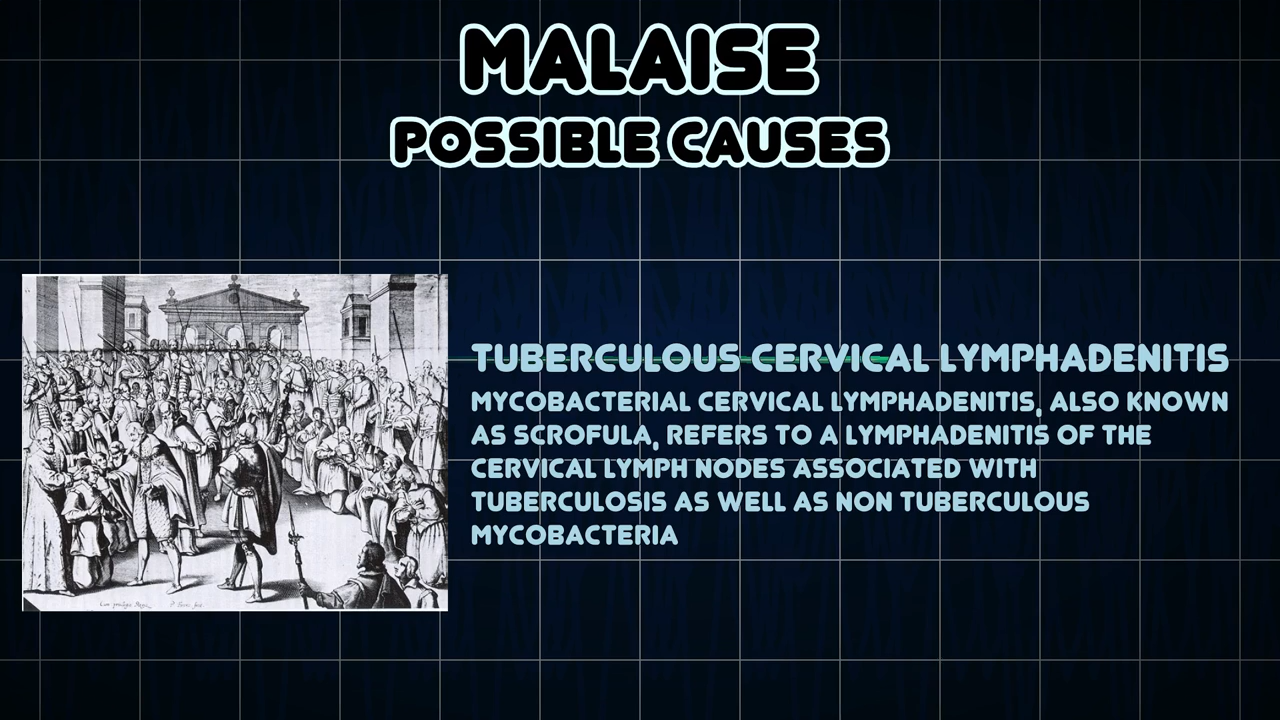 MALAISE
POSSIBLE CAUSES
TUBERCULOUS CERVICAL LYMPHADENITIS
MYCOBACTERIAL CERVICAL LYMPHADENITIS, ALSO KNOWN
AS SCROFULA, REFERS TO A LYMPHADENITIS OF THE
CERVICAL LYMPH NODES ASSOCIATED WITH
TUBERCULOSIS AS WELL AS NON TUBERCULOUS
MYCOBACTERIA